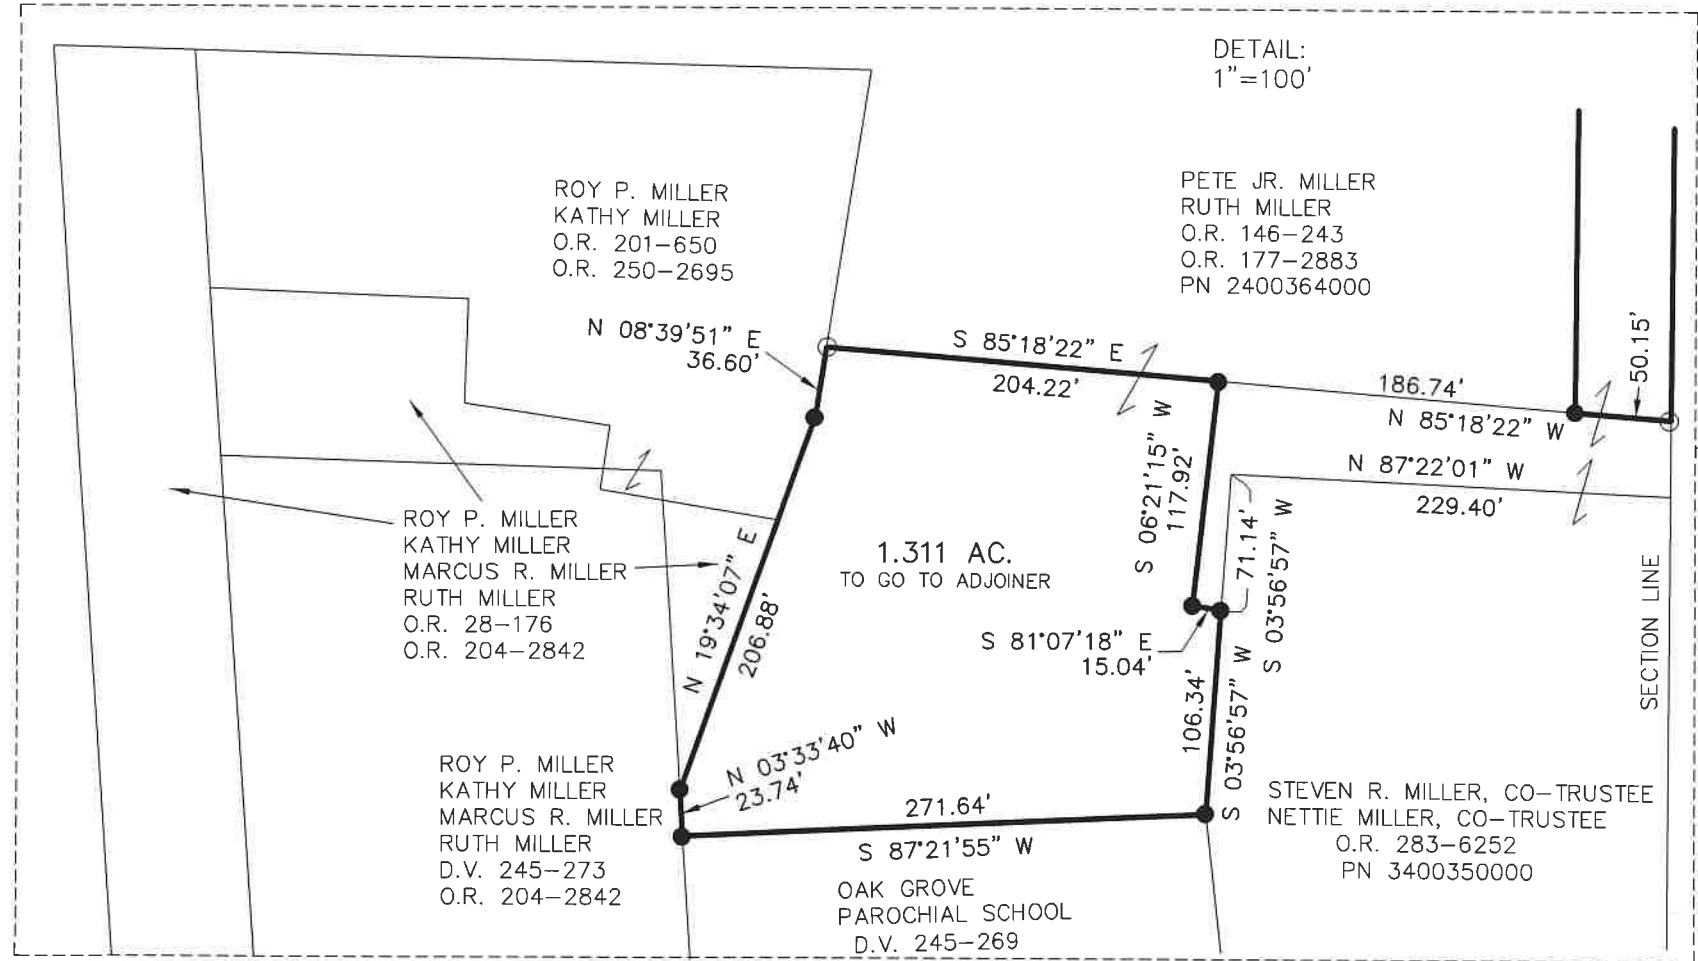 DETAIL:
1"=100'
ROY P. MILLER
KATHY MILLER
O.R. 201-650
O.R. 250-2695
PETE JR. MILLER
RUTH MILLER
O.R. 146-243
O.R. 177-2883
PN 2400364000
N 08°39'51" E
36.60'
S 85°18'22" E
204.22'
186.74'
N 85°18'22" W
50.15'
N 87°22'01" W
229.40'
S 06°21'15" W
117.92'
71.14'
S 03°56'57" W
ROY P. MILLER
KATHY MILLER
MARCUS R. MILLER
RUTH MILLER
O.R. 28-176
O.R. 204-2842
N 19°34'07" E
206.88'
1.311 AC.
TO GO TO ADJOINER
S 81°07'18" E
15.04'
SECTION LINE
106.34'
S 03°56'57" W
N 03°33'40" W
23.74'
271.64'
S 87°21'55" W
ROY P. MILLER
KATHY MILLER
MARCUS R. MILLER
RUTH MILLER
D.V. 245-273
O.R. 204-2842
OAK GROVE
PAROCHIAL SCHOOL
D.V. 245-269
STEVEN R. MILLER, CO-TRUSTEE
NETTIE MILLER, CO-TRUSTEE
O.R. 283-6252
PN 3400350000